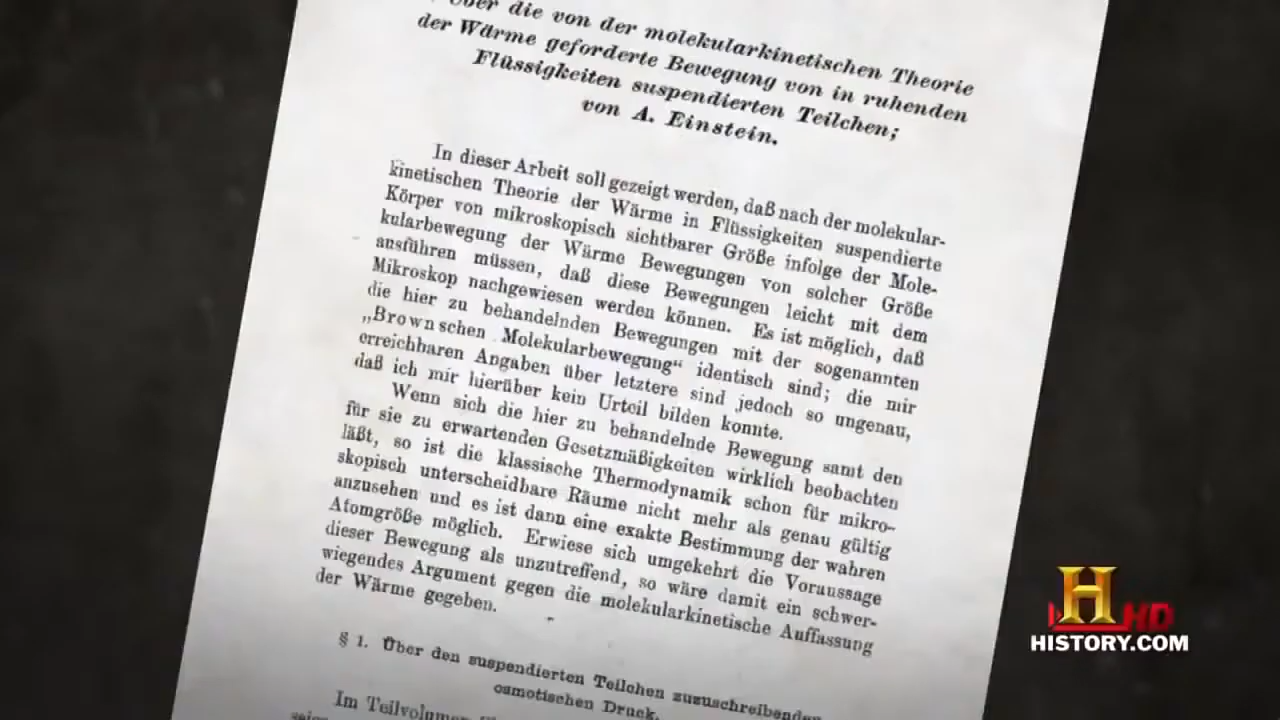 Über die von der molekularkinetischen Theorie
der Wärme geforderte Bewegung von in ruhenden
Flüssigkeiten suspendierten Teilchen;
von A. Einstein.
In dieser Arbeit soll gezeigt werden, daß nach der molekular-
kinetischen Theorie der Wärme in Flüssigkeiten suspendierte
Körper von mikroskopisch sichtbarer Größe infolge der Mole-
kularbewegung der Wärme Bewegungen von solcher Größe
ausführen müssen, daß diese Bewegungen leicht mit dem
Mikroskop nachgewiesen werden können. Es ist möglich, daß
die hier zu behandelnden Bewegungen mit der sogenannten
„Brownschen Molekularbewegung“ identisch sind; die mir
erreichbaren Angaben über letztere sind jedoch so ungenau,
daß ich mir hierüber kein Urteil bilden konnte.
Wenn sich die hier zu behandelnde Bewegung samt den
für sie zu erwartenden Gesetzmäßigkeiten wirklich beobachten
läßt, so ist die klassische Thermodynamik schon für mikro-
skopisch unterscheidbare Räume nicht mehr als genau gültig
anzusehen und es ist dann eine exakte Bestimmung der wahren
Atomgröße möglich. Erwiese sich umgekehrt die Voraussage
dieser Bewegung als unzutreffend, so wäre damit ein schwer-
wiegendes Argument gegen die molekularkinetische Auffassung
der Wärme gegeben.
§ 1. Über den suspendierten Teilchen zuzuschreibenden
osmotischen Druck.
Im Teilvolumen
H
HD
HISTORY.COM